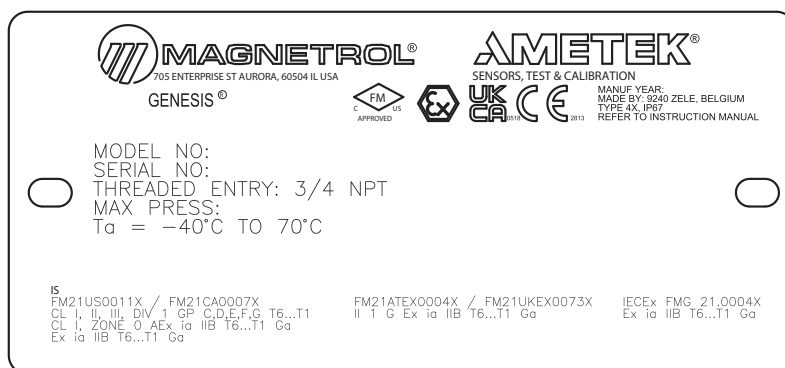 MAGNETROL®
705 ENTERPRISE ST AURORA, 60504 IL USA
GENESIS®
AMETEK®
SENSORS, TEST & CALIBRATION
C FM US
APPROVED
Ex
UK
CA 0518
CE 2813
MANUF YEAR:
MADE BY: 9240 ZELE, BELGIUM
TYPE 4X, IP67
REFER TO INSTRUCTION MANUAL
MODEL NO:
SERIAL NO:
THREADED ENTRY: 3/4 NPT
MAX PRESS:
Ta = -40°C TO 70°C
IS
FM21US0011X / FM21CA0007X
CL I, II, III, DIV 1 GP C,D,E,F,G T6...T1
CL I, ZONE 0 AEx ia IIB T6...T1 Ga
Ex ia IIB T6...T1 Ga
FM21ATEX0004X / FM21UKEX0073X
II 1 G Ex ia IIB T6...T1 Ga
IECEx FMG 21.0004X
Ex ia IIB T6...T1 Ga